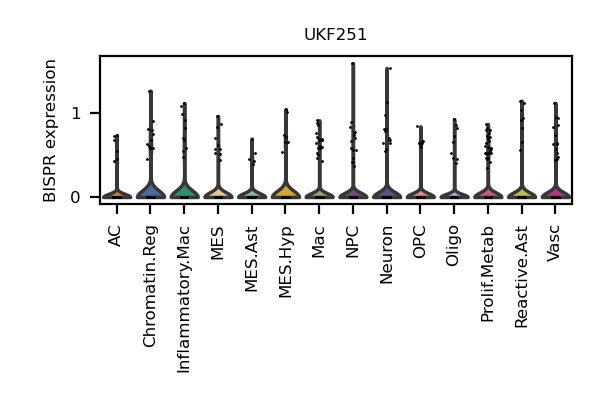 UKF251
BISPR expression
1
0
AC
Chromatin.Reg
Inflammatory.Mac
MES
MES.Ast
MES.Hyp
Mac
NPC
Neuron
OPC
Oligo
Prolif.Metab
Reactive.Ast
Vasc